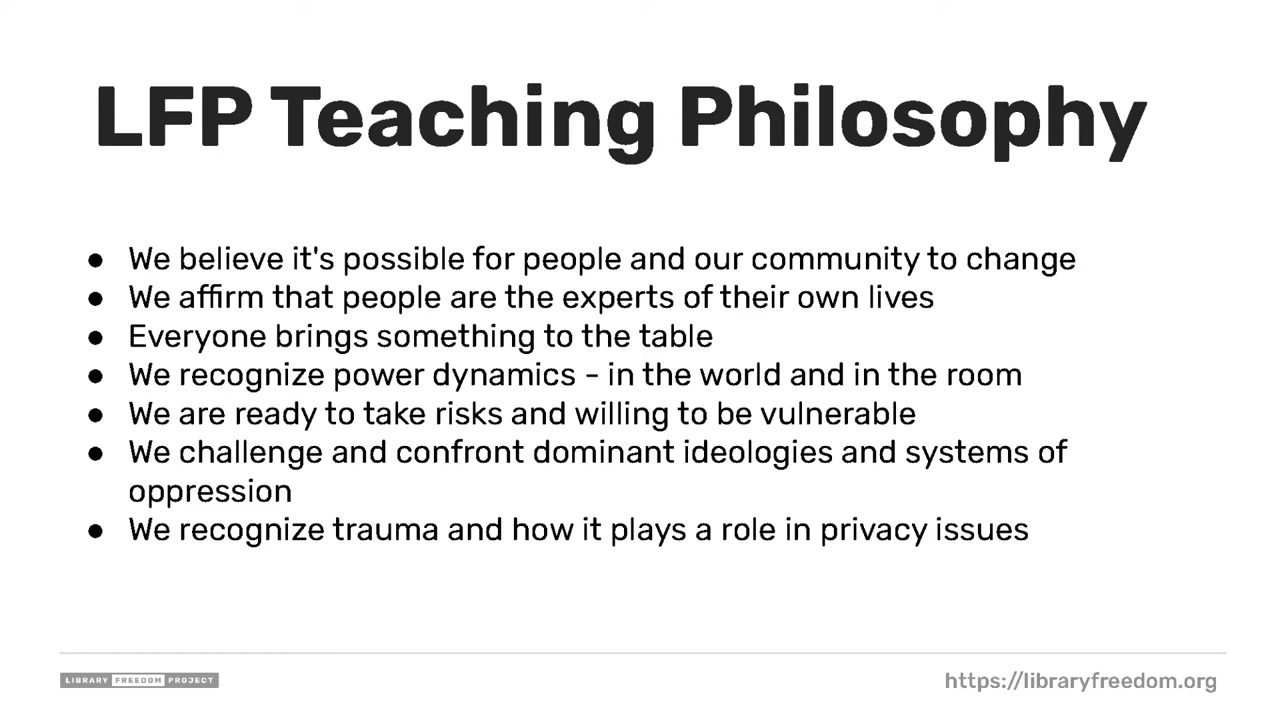 LFP Teaching Philosophy
● We believe it's possible for people and our community to change
● We affirm that people are the experts of their own lives
● Everyone brings something to the table
● We recognize power dynamics - in the world and in the room
● We are ready to take risks and willing to be vulnerable
● We challenge and confront dominant ideologies and systems of
oppression
● We recognize trauma and how it plays a role in privacy issues
LIBRARY FREEDOM PROJECT
https://libraryfreedom.org